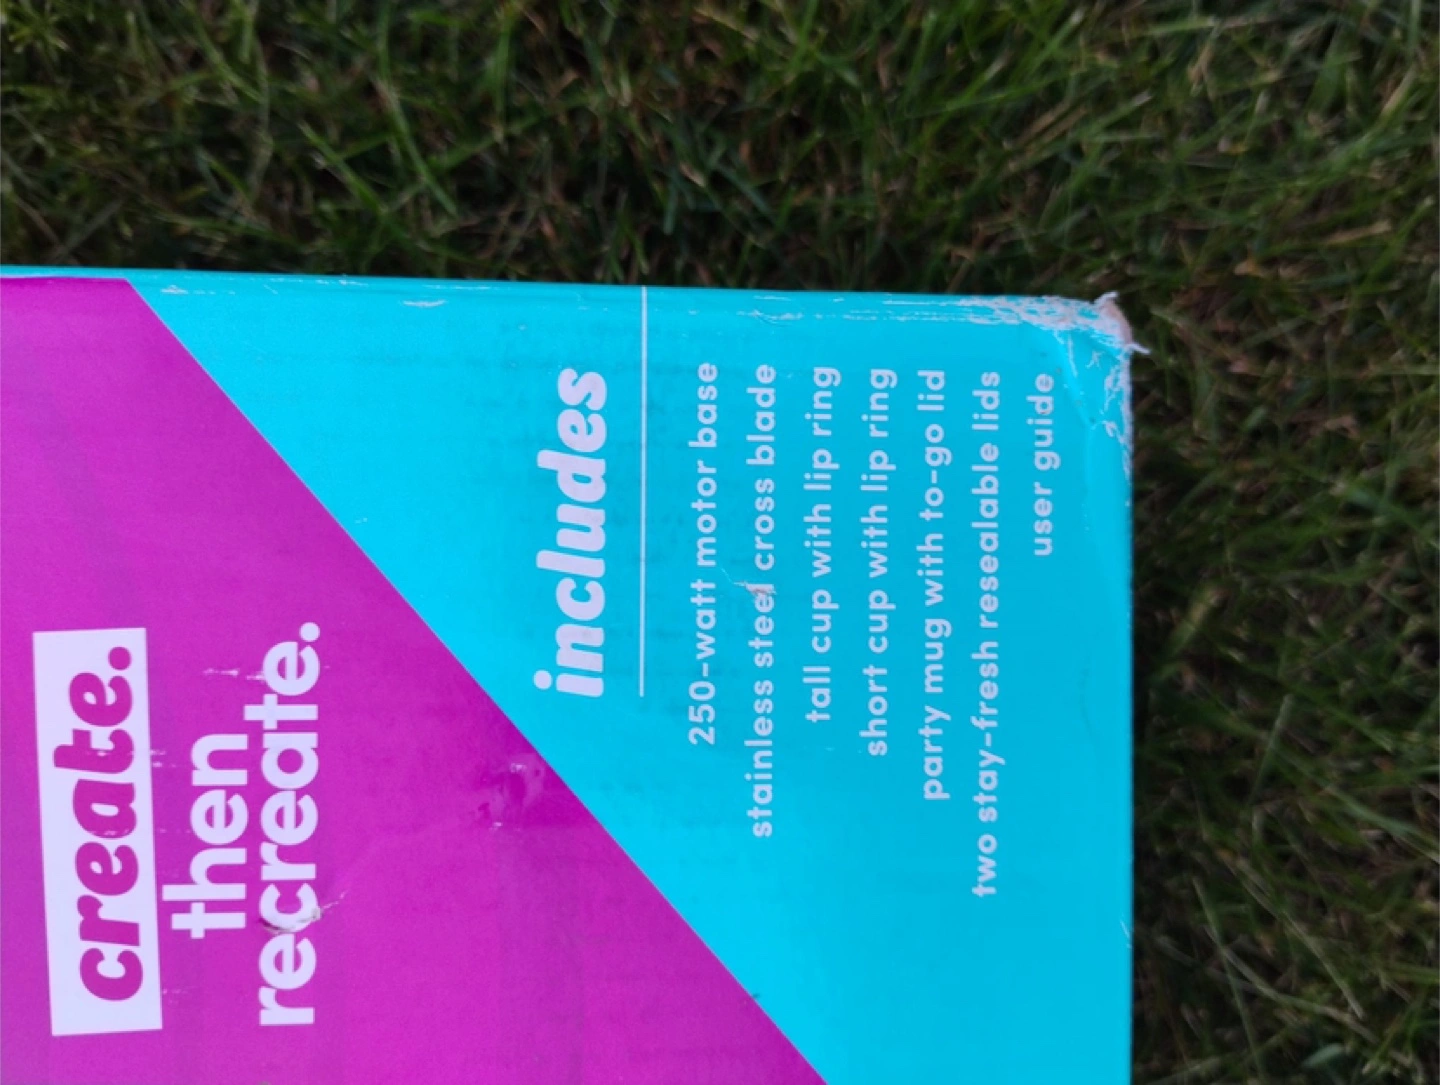 create.
then
recreate.
includes
250-watt motor base
stainless steel cross blade
tall cup with lip ring
short cup with lip ring
party mug with to-go lid
two stay-fresh resealable lids
user guide